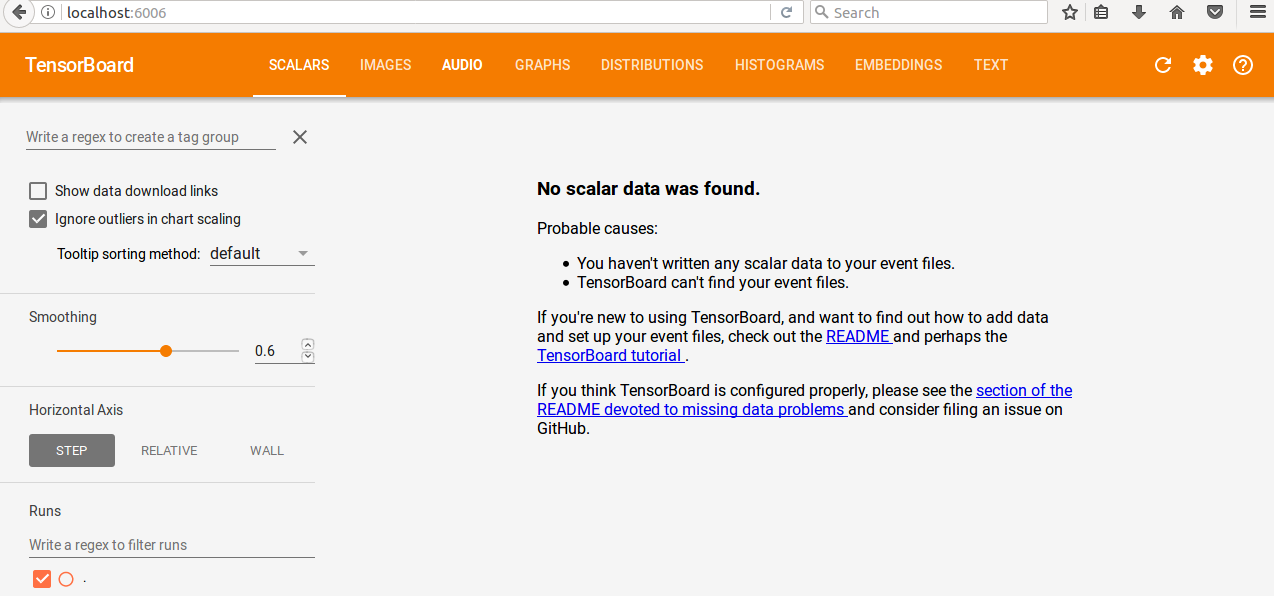 localhost:6006
Search
TensorBoard
SCALARS IMAGES AUDIO GRAPHS DISTRIBUTIONS HISTOGRAMS EMBEDDINGS TEXT
Write a regex to create a tag group
Show data download links
Ignore outliers in chart scaling
Tooltip sorting method: default
Smoothing
0.6
Horizontal Axis
STEP RELATIVE WALL
Runs
Write a regex to filter runs
.
No scalar data was found.
Probable causes:
• You haven't written any scalar data to your event files.
• TensorBoard can't find your event files.
If you're new to using TensorBoard, and want to find out how to add data
and set up your event files, check out the README and perhaps the
TensorBoard tutorial .
If you think TensorBoard is configured properly, please see the section of the
README devoted to missing data problems and consider filing an issue on
GitHub.